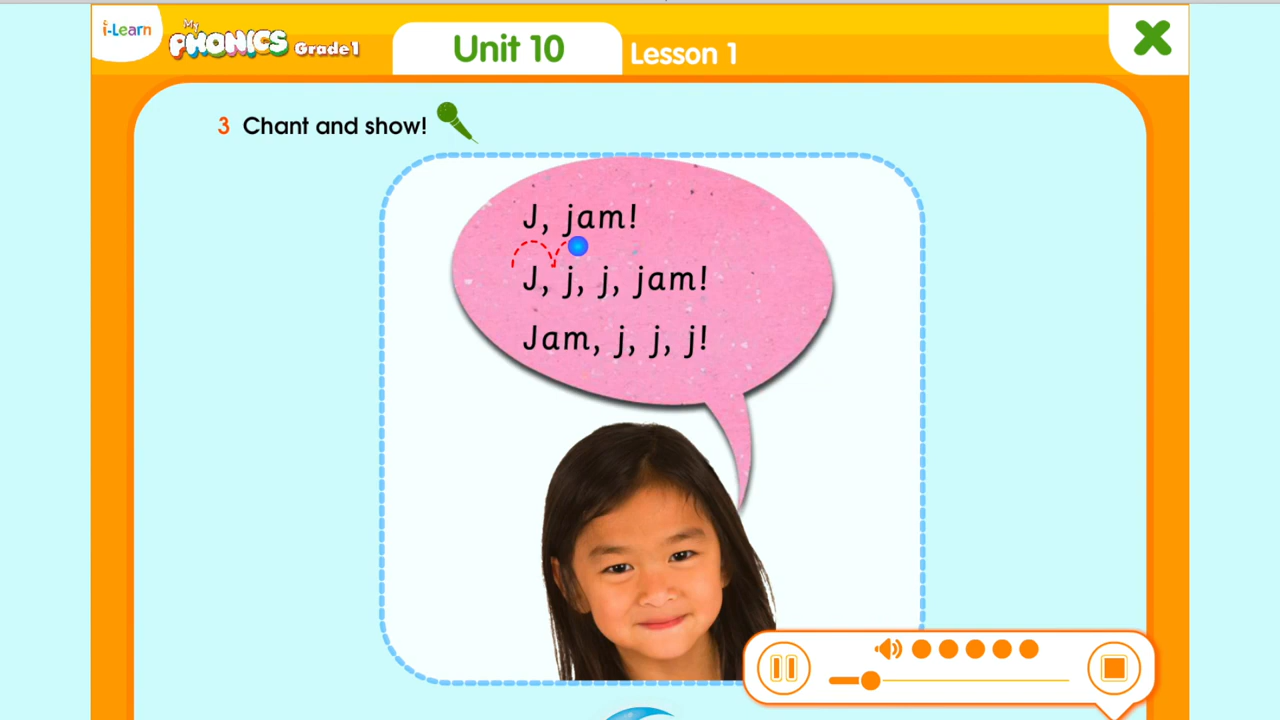 i-Learn
My
PHONICS Grade1
Unit 10
Lesson 1
3 Chant and show!
J, jam!
J, j, j, jam!
Jam, j, j, j!